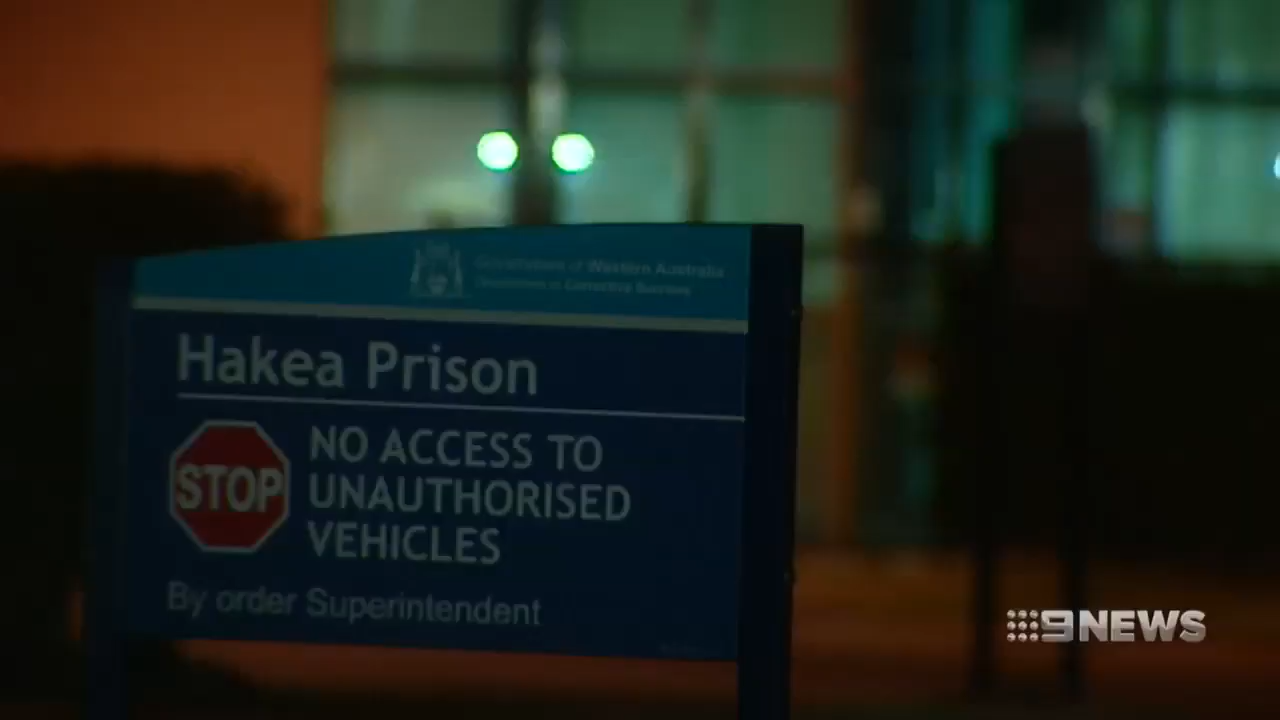 Government of Western Australia
Department of Corrective Services
Hakea Prison
STOP
NO ACCESS TO
UNAUTHORISED
VEHICLES
By order Superintendent
9NEWS